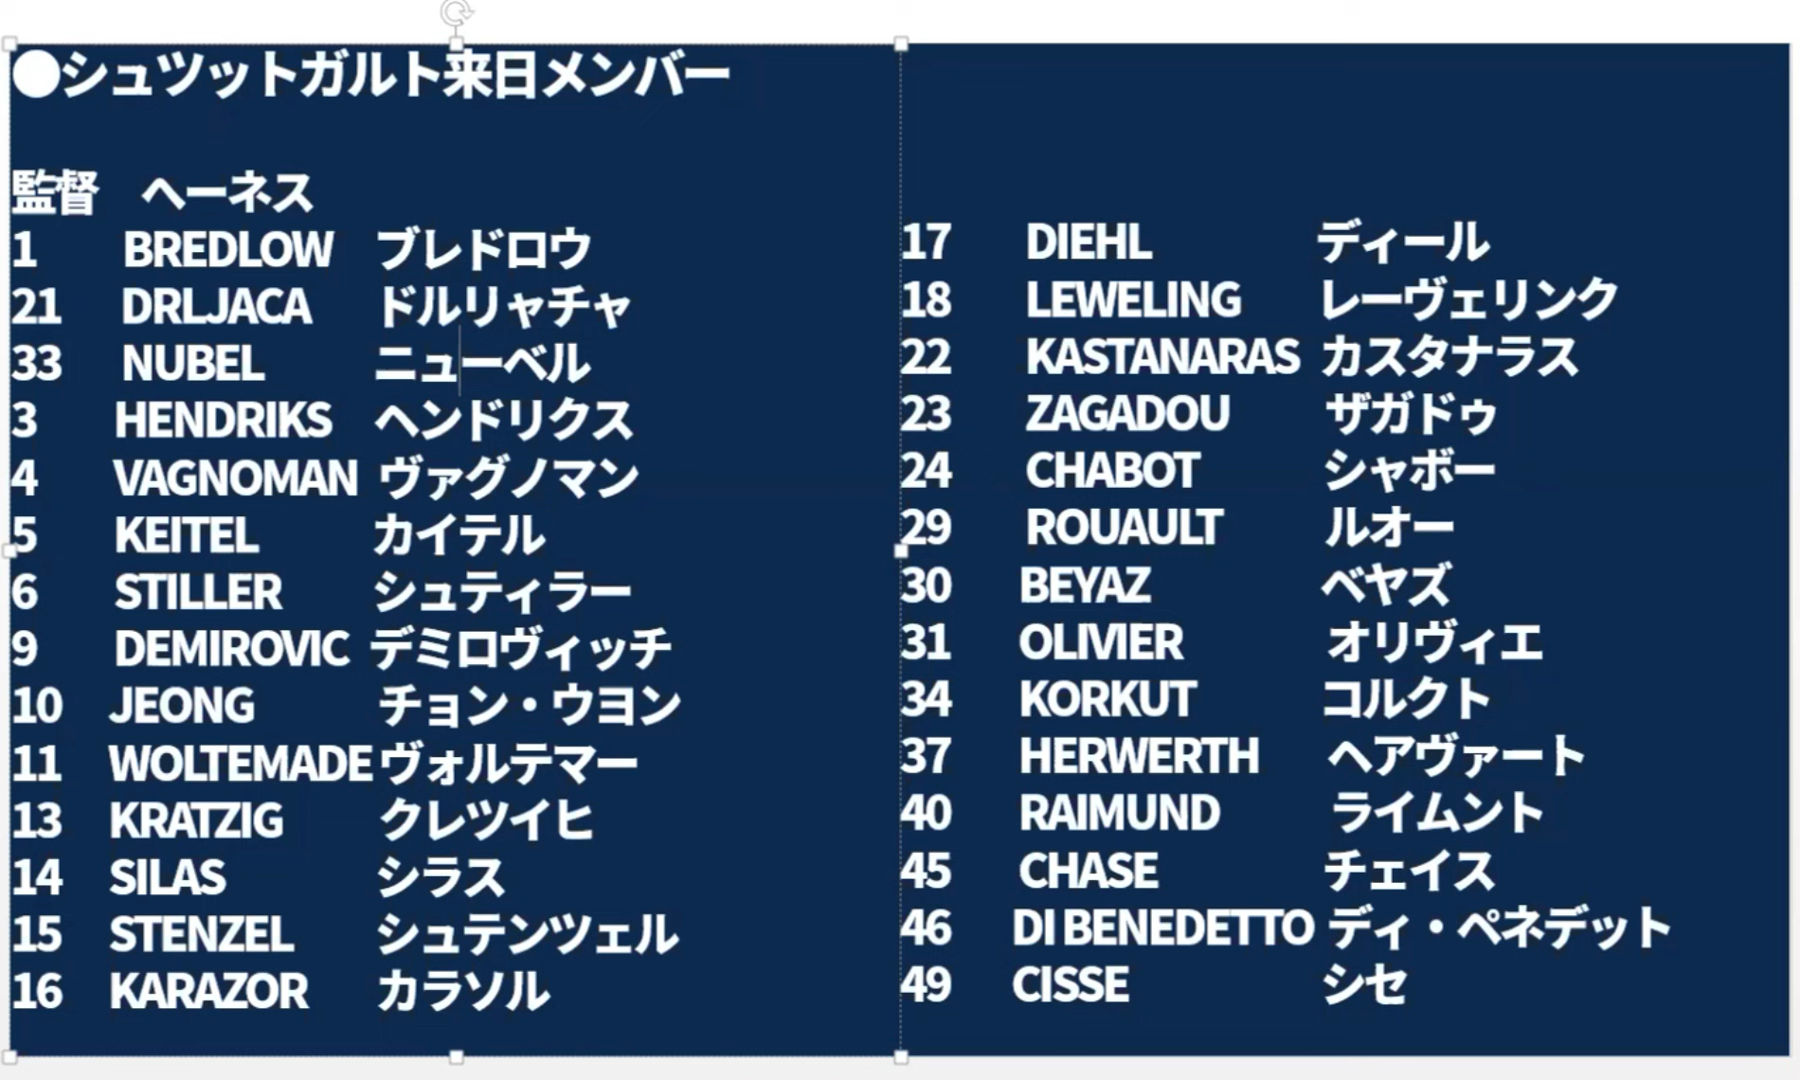 ●シュツットガルト来日メンバー
監督 ヘーネス
1 BREDLOW ブレドロウ
21 DRLJACA ドルリャチャ
33 NUBEL ニューベル
3 HENDRIKS ヘンドリクス
4 VAGNOMAN ヴァグノマン
5 KEITEL カイテル
6 STILLER シュティラー
9 DEMIROVIC デミロヴィッチ
10 JEONG チョン・ウヨン
11 WOLTEMADE ヴォルテマー
13 KRATZIG クレツイヒ
14 SILAS シラス
15 STENZEL シュテンツェル
16 KARAZOR カラソル
17 DIEHL ディール
18 LEWELING レーヴェリンク
22 KASTANARAS カスタナラス
23 ZAGADOU ザガドゥ
24 CHABOT シャボー
29 ROUAULT ルオー
30 BEYAZ ベヤズ
31 OLIVIER オリヴィエ
34 KORKUT コルクト
37 HERWERTH ヘアヴァート
40 RAIMUND ライムント
45 CHASE チェイス
46 DI BENEDETTO ディ・ペネデット
49 CISSE シセ